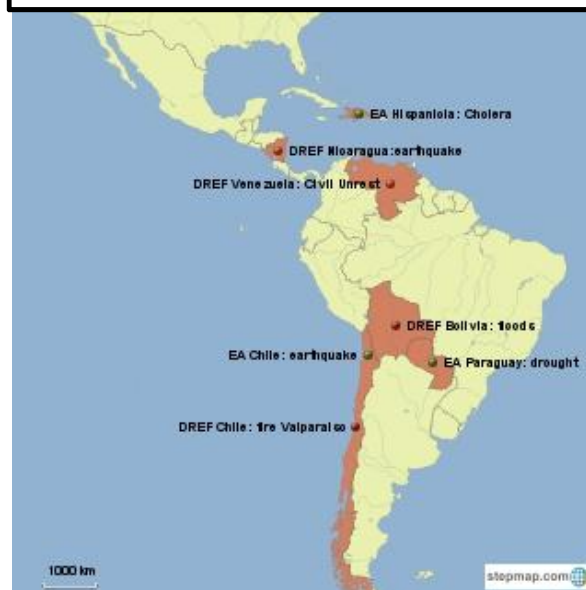 EA Hispaniola: Cholera
DREF Nicaragua:earthquake
DREF Venezuela: Civil Unrest
DREF Bolivia: floods
EA Chile: earthquake
EA Paraguay: drought
DREF Chile: fire Valparaiso
1000 km
stepmap.com